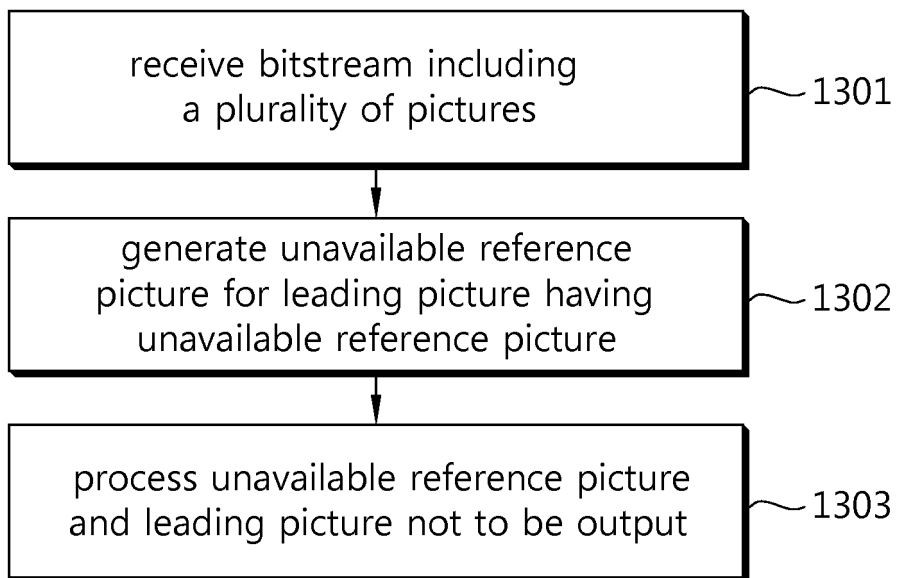 receive bitstream including
a plurality of pictures
1301
generate unavailable reference
picture for leading picture having
unavailable reference picture
1302
process unavailable reference picture
and leading picture not to be output
1303